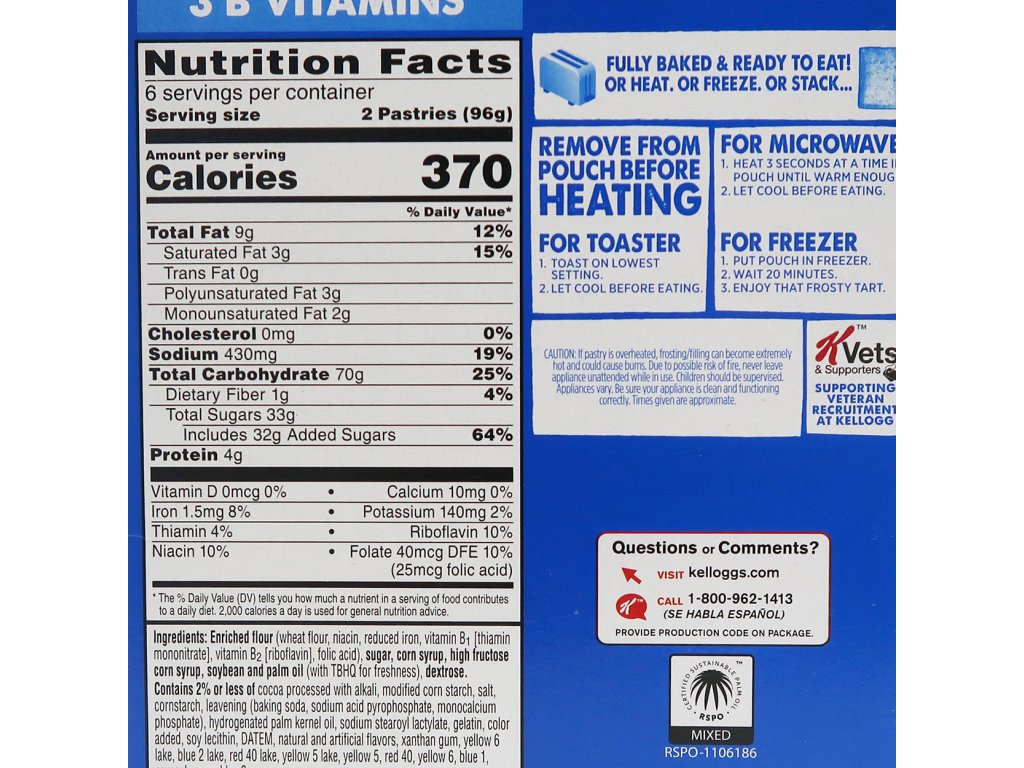 3 B VITAMINS
Nutrition Facts
6 servings per container
Serving size 2 Pastries (96g)
Amount per serving
Calories 370
% Daily Value*
Total Fat 9g 12%
Saturated Fat 3g 15%
Trans Fat 0g
Polyunsaturated Fat 3g
Monounsaturated Fat 2g
Cholesterol 0mg 0%
Sodium 430mg 19%
Total Carbohydrate 70g 25%
Dietary Fiber 1g 4%
Total Sugars 33g
Includes 32g Added Sugars 64%
Protein 4g
Vitamin D 0mcg 0% • Calcium 10mg 0%
Iron 1.5mg 8% • Potassium 140mg 2%
Thiamin 4% • Riboflavin 10%
Niacin 10% • Folate 40mcg DFE 10%
(25mcg folic acid)
* The % Daily Value (DV) tells you how much a nutrient in a serving of food contributes
to a daily diet. 2,000 calories a day is used for general nutrition advice.
Ingredients: Enriched flour (wheat flour, niacin, reduced iron, vitamin B1 [thiamin
mononitrate], vitamin B2 [riboflavin], folic acid), sugar, corn syrup, high fructose
corn syrup, soybean and palm oil (with TBHQ for freshness), dextrose.
Contains 2% or less of cocoa processed with alkali, modified corn starch, salt,
cornstarch, leavening (baking soda, sodium acid pyrophosphate, monocalcium
phosphate), hydrogenated palm kernel oil, sodium stearoyl lactylate, gelatin, color
added, soy lecithin, DATEM, natural and artificial flavors, xanthan gum, yellow 6
lake, blue 2 lake, red 40 lake, yellow 5 lake, yellow 5, red 40, yellow 6, blue 1,
FULLY BAKED & READY TO EAT!
OR HEAT. OR FREEZE. OR STACK...
REMOVE FROM
POUCH BEFORE
HEATING
FOR TOASTER
1. TOAST ON LOWEST
SETTING.
2. LET COOL BEFORE EATING.
FOR MICROWAVE
1. HEAT 3 SECONDS AT A TIME
POUCH UNTIL WARM ENOUG
2. LET COOL BEFORE EATING.
FOR FREEZER
1. PUT POUCH IN FREEZER.
2. WAIT 20 MINUTES.
3. ENJOY THAT FROSTY TART.
CAUTION: If pastry is overheated, frosting/filling can become extremely
hot and could cause burns. Due to possible risk of fire, never leave
appliance unattended while in use. Children should be supervised.
Appliances vary. Be sure your appliance is clean and functioning
correctly. Times given are approximate.
K™ Vets
& Supporters
SUPPORTING
VETERAN
RECRUITMENT
AT KELLOGG
Questions or Comments?
VISIT kelloggs.com
K™ CALL 1-800-962-1413
(SE HABLA ESPAÑOL)
PROVIDE PRODUCTION CODE ON PACKAGE.
CERTIFIED SUSTAINABLE PALM OIL ™
• RSPO •
MIXED
RSPO-1106186